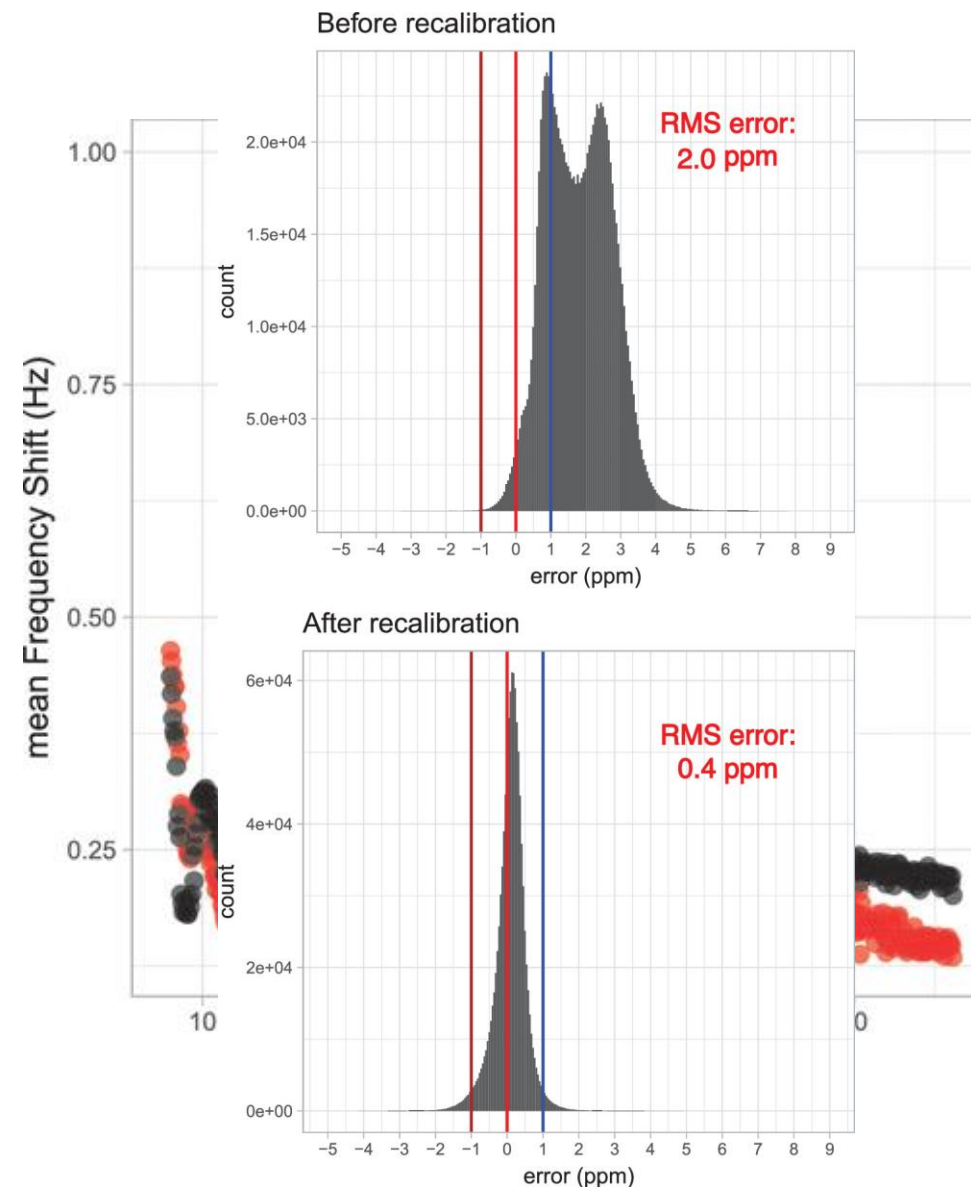 Before recalibration
RMS error:
2.0 ppm
2.0e+04
1.5e+04
1.0e+04
5.0e+03
0.0e+00
count
−5 −4 −3 −2 −1 0 1 2 3 4 5 6 7 8 9
error (ppm)
After recalibration
RMS error:
0.4 ppm
6e+04
4e+04
2e+04
0e+00
count
−5 −4 −3 −2 −1 0 1 2 3 4 5 6 7 8 9
error (ppm)
mean Frequency Shift (Hz)
1.00
0.75
0.50
0.25
10
0